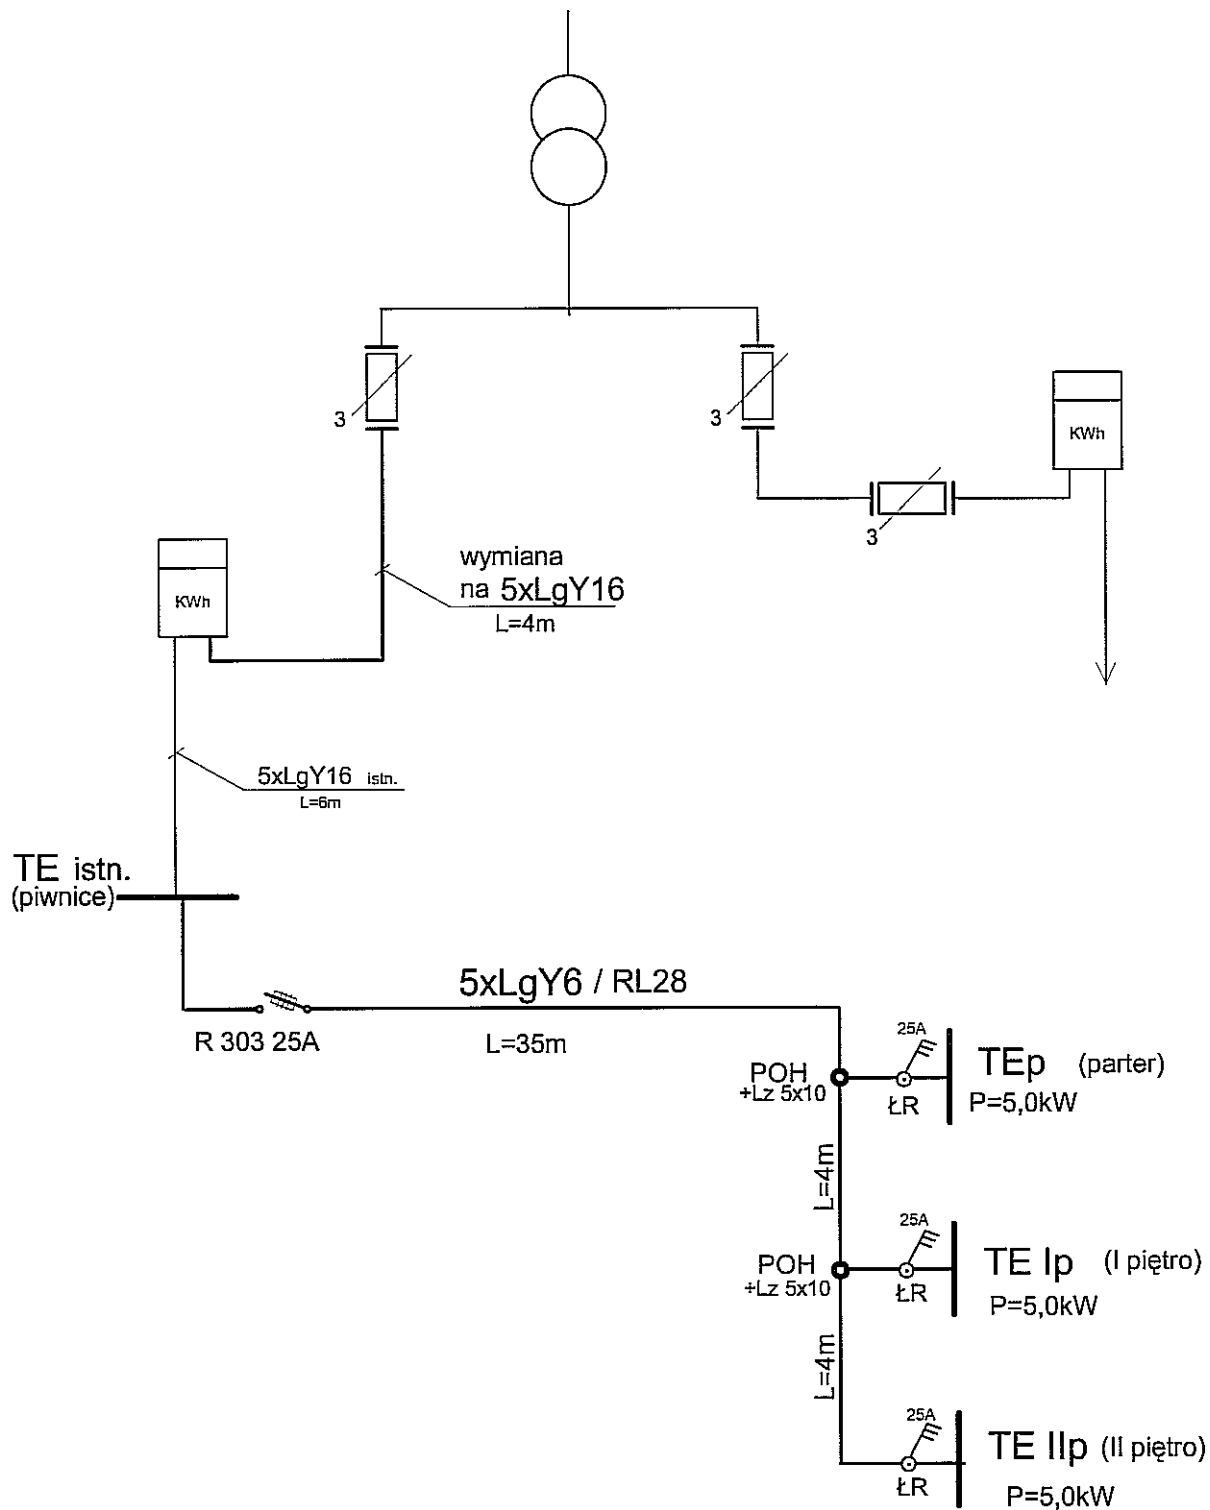 3
3
KWh
3
wymiana
na 5xLgY16
L=4m
KWh
5xLgY16 istn.
L=6m
TE istn.
(piwnice)
5xLgY6 / RL28
R 303 25A
L=35m
25A
POH
+Lz 5x10
ŁR
TEp (parter)
P=5,0kW
L=4m
25A
POH
+Lz 5x10
ŁR
TE Ip (I piętro)
P=5,0kW
L=4m
25A
ŁR
TE IIp (II piętro)
P=5,0kW